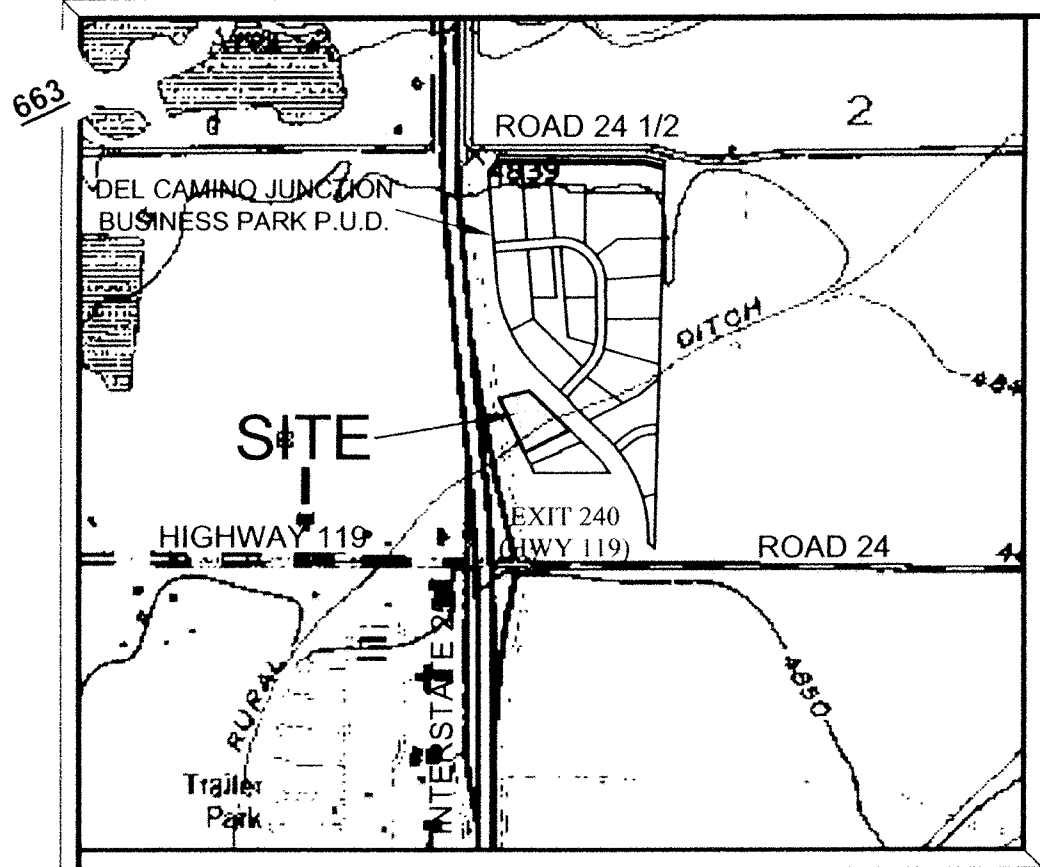 663
ROAD 24 1/2
2
4839
DEL CAMINO JUNCTION
BUSINESS PARK P.U.D.
DITCH
SITE
EXIT 240
(HWY 119)
HIGHWAY 119
ROAD 24
INTERSTATE 25
RURAL
4850
Trailer
Park